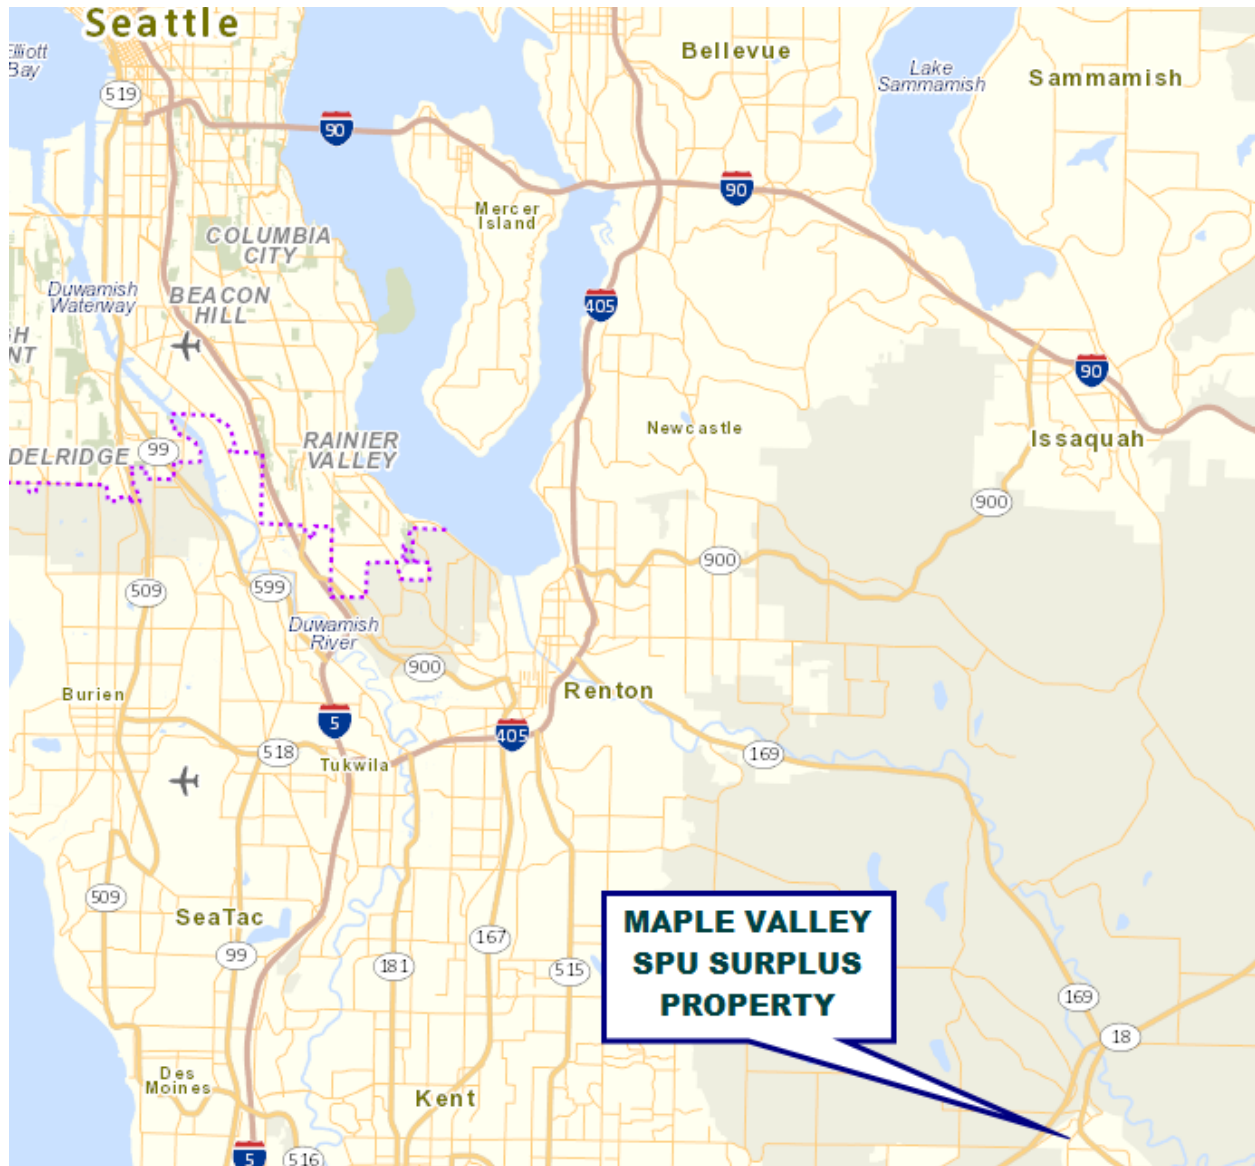 Seattle
Elliott
Bay
519
90
Bellevue
Lake
Sammamish
Sammamish
90
Mercer
Island
COLUMBIA
CITY
Duwamish
Waterway
BEACON
HILL
405
GH
NT
90
Newcastle
Issaquah
RAINIER
VALLEY
DELRIDGE
99
900
900
509
599
Duwamish
River
900
Renton
Burien
5
405
518
Tukwila
169
509
SeaTac
99
181
167
515
MAPLE VALLEY
SPU SURPLUS
PROPERTY
169
18
Des
Moines
Kent
5
516